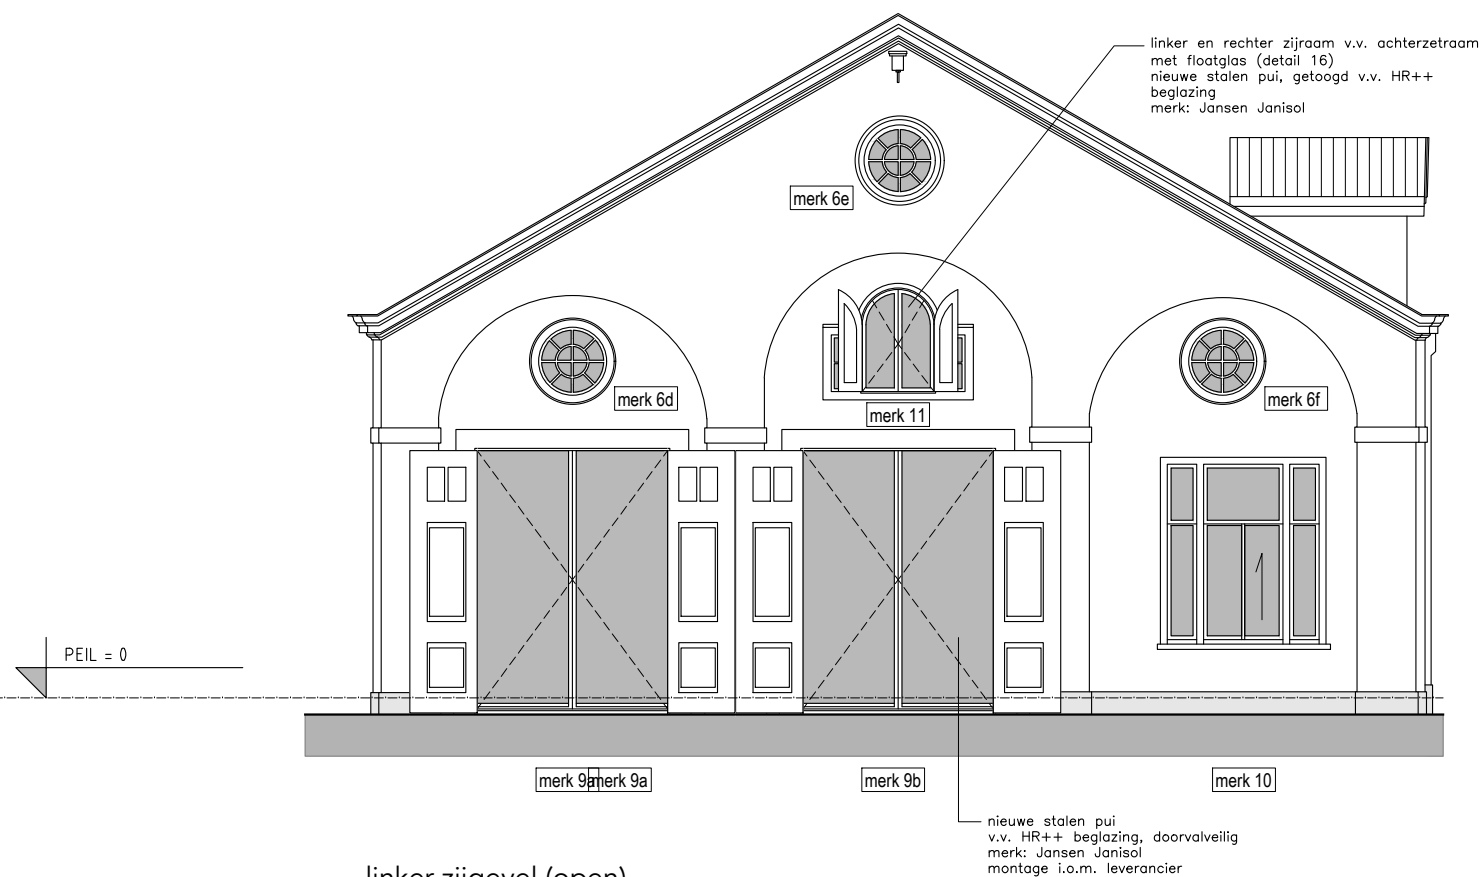 linker en rechter zijraam v.v. achterzetraam
met floatglas (detail 16)
nieuwe stalen pui, getoogd v.v. HR++
beglazing
merk: Jansen Janisol
merk 6e
merk 6d
merk 11
merk 6f
PEIL = 0
merk 9a
merk 9a
merk 9b
merk 10
nieuwe stalen pui
v.v. HR++ beglazing, doorvalveilig
merk: Jansen Janisol
montage i.o.m. leverancier
linker zijgevel (open)